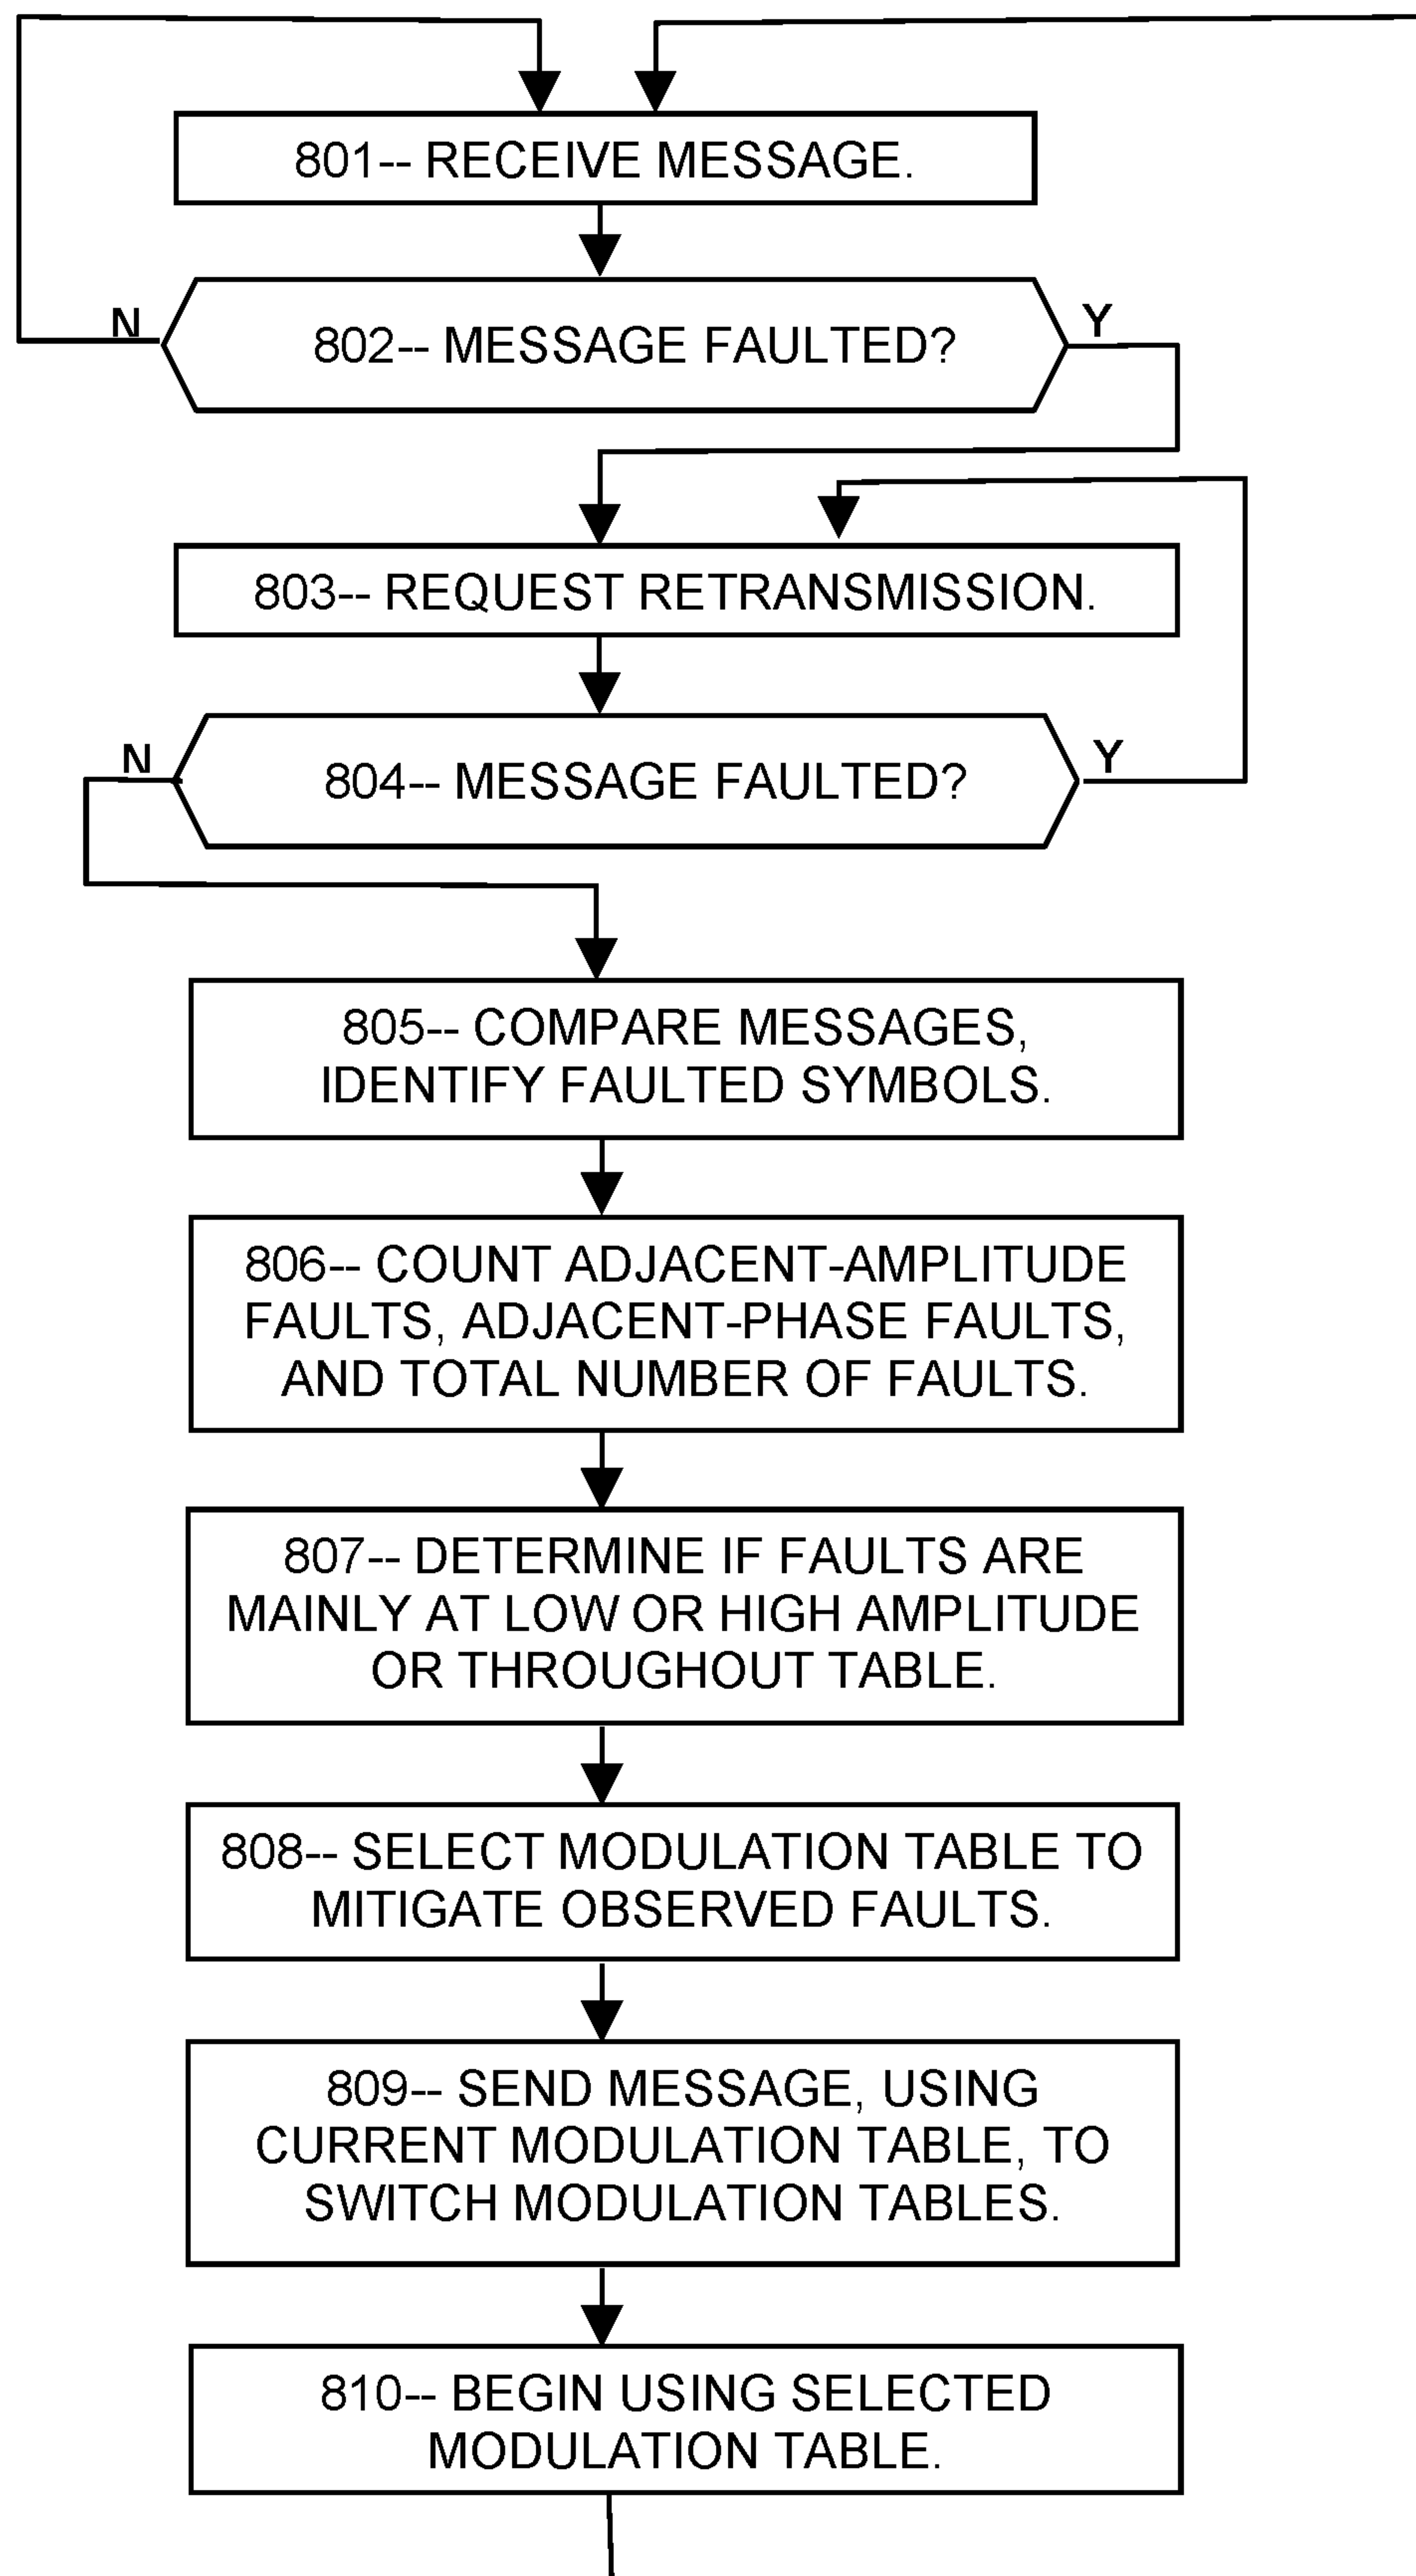 801-- RECEIVE MESSAGE.
N
802-- MESSAGE FAULTED?
Y
803-- REQUEST RETRANSMISSION.
N
804-- MESSAGE FAULTED?
Y
805-- COMPARE MESSAGES,
IDENTIFY FAULTED SYMBOLS.
806-- COUNT ADJACENT-AMPLITUDE
FAULTS, ADJACENT-PHASE FAULTS,
AND TOTAL NUMBER OF FAULTS.
807-- DETERMINE IF FAULTS ARE
MAINLY AT LOW OR HIGH AMPLITUDE
OR THROUGHOUT TABLE.
808-- SELECT MODULATION TABLE TO
MITIGATE OBSERVED FAULTS.
809-- SEND MESSAGE, USING
CURRENT MODULATION TABLE, TO
SWITCH MODULATION TABLES.
810-- BEGIN USING SELECTED
MODULATION TABLE.